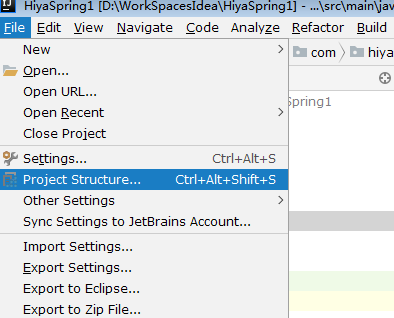 HiyaSpring1 [D:\WorkSpacesIdea\HiyaSpring1] - ...\src\main\jav
File Edit View Navigate Code Analyze Refactor Build
New
com hiya
Open...
Open URL...
Spring1
Open Recent
Close Project
Settings... Ctrl+Alt+S
Project Structure... Ctrl+Alt+Shift+S
Other Settings
Sync Settings to JetBrains Account...
Import Settings...
Export Settings...
Export to Eclipse...
Export to Zip File...